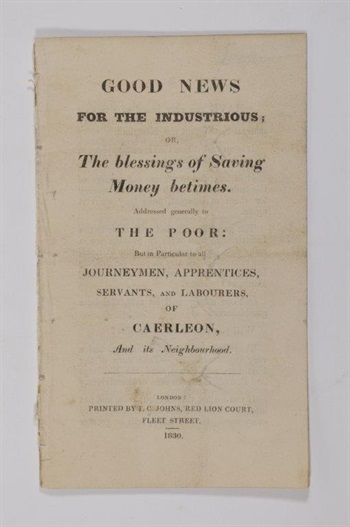 GOOD NEWS
FOR THE INDUSTRIOUS;
OR,
The blessings of Saving
Money betimes.
Addressed generally to
THE POOR:
But in Particular to all
JOURNEYMEN, APPRENTICES,
SERVANTS, AND LABOURERS,
OF
CAERLEON,
And its Neighbourhood.
LONDON:
PRINTED BY J. C. JOHNS, RED LION COURT,
FLEET STREET.
1830.